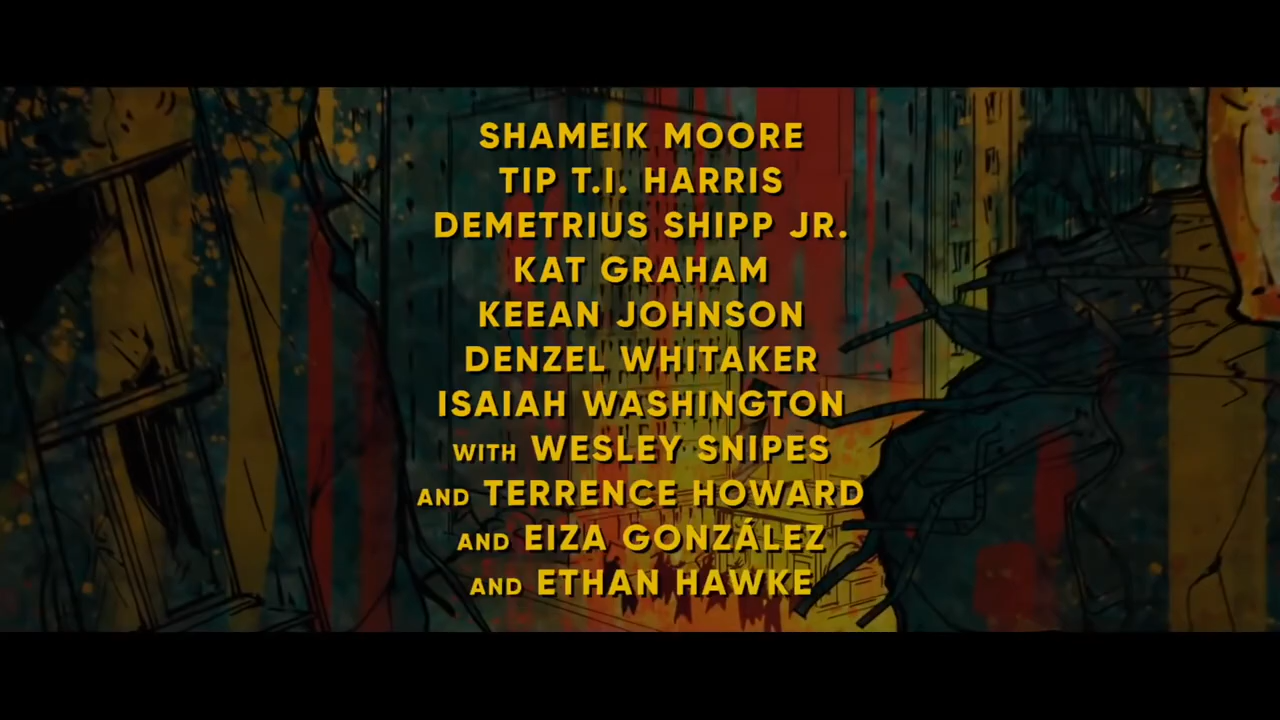 SHAMEIK MOORE
TIP T.I. HARRIS
DEMETRIUS SHIPP JR.
KAT GRAHAM
KEEAN JOHNSON
DENZEL WHITAKER
ISAIAH WASHINGTON
WITH WESLEY SNIPES
AND TERRENCE HOWARD
AND EIZA GONZÁLEZ
AND ETHAN HAWKE